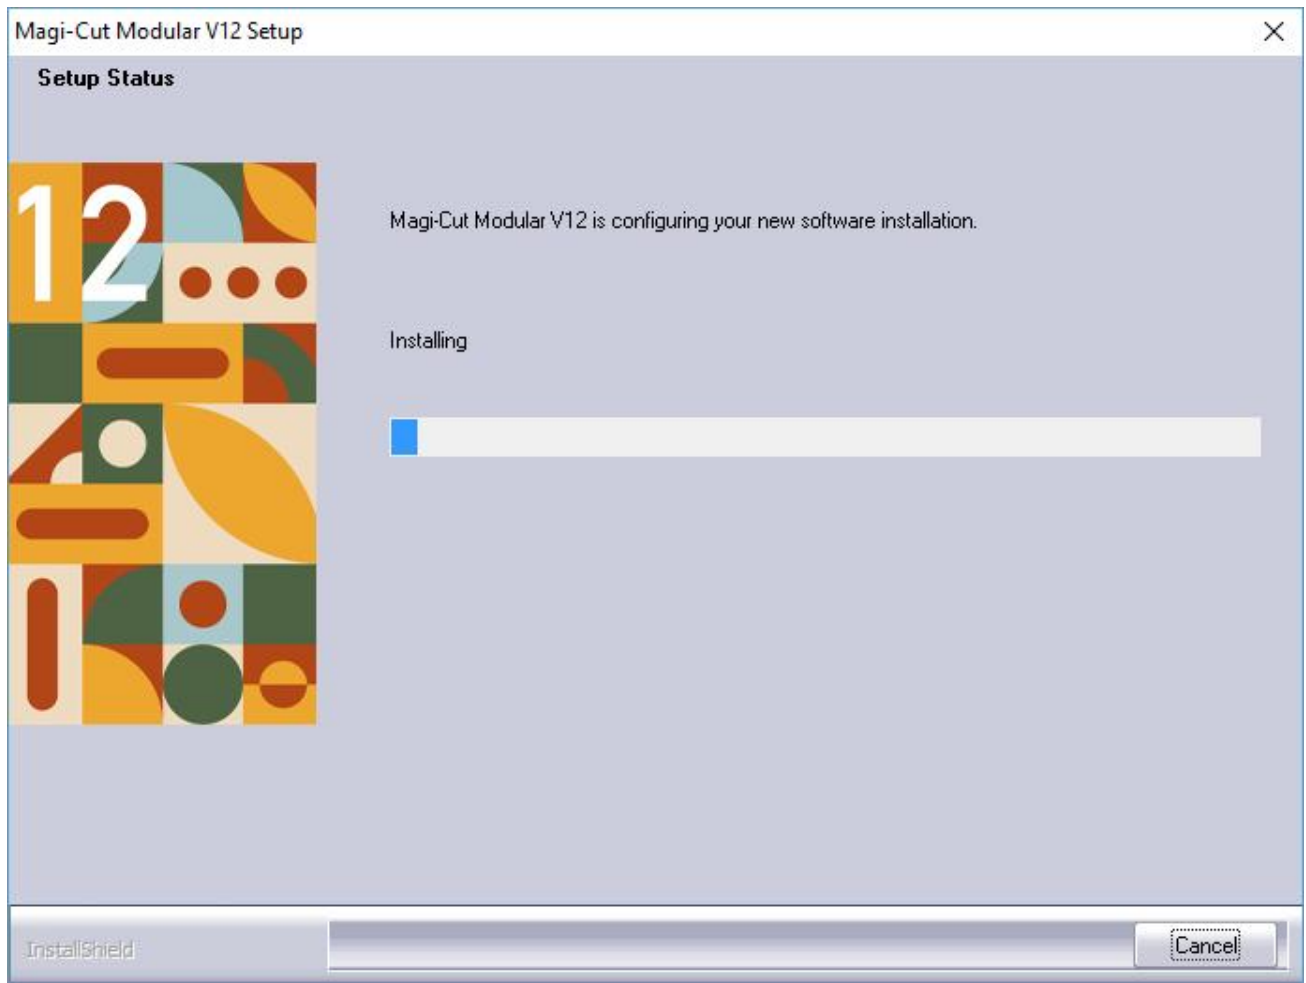 Magi-Cut Modular V12 Setup
Setup Status
12
Magi-Cut Modular V12 is configuring your new software installation.
Installing
InstallShield
Cancel